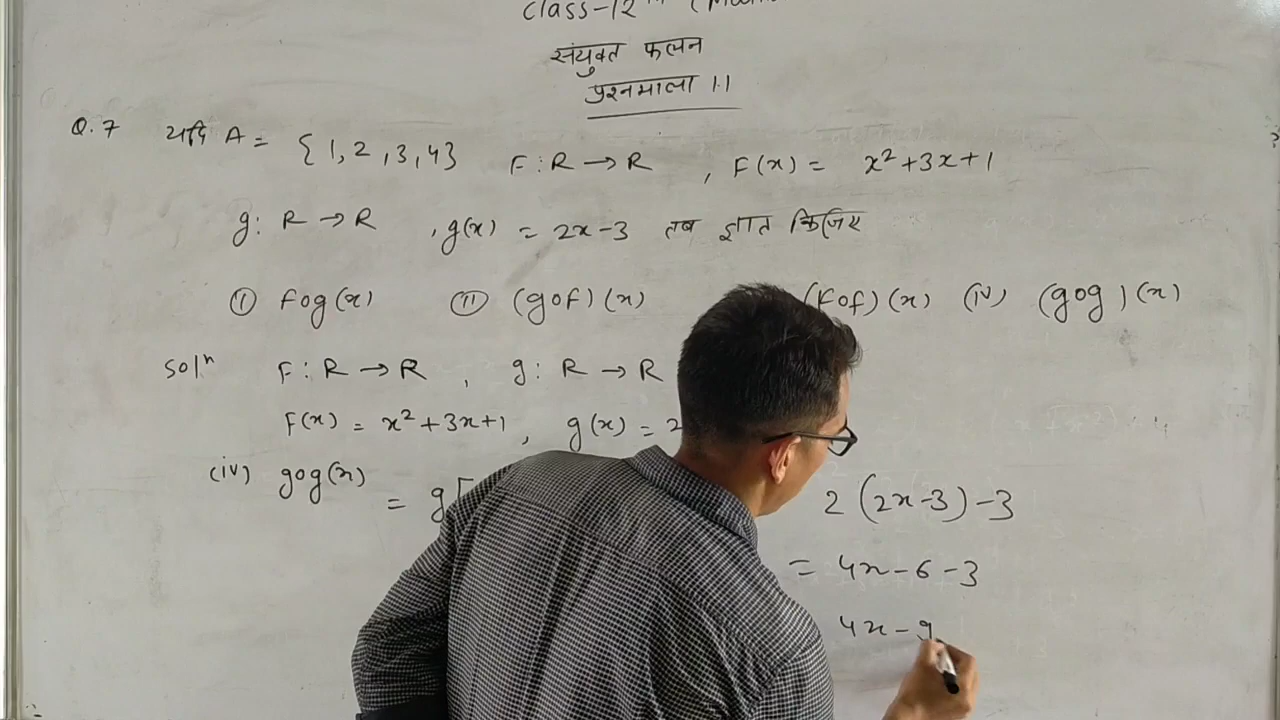 Class-12th
संयुक्त फलन
प्रश्नमाला 1.1
Q.7 यदि A = {1, 2, 3, 4} F : R → R , F(x) = x² + 3x + 1
g : R → R , g(x) = 2x - 3 तब ज्ञात किजिए
(i) Fog(x) (ii) (goF)(x) (FoF)(x) (iv) (gog)(x)
Solⁿ F : R → R , g : R → R
F(x) = x² + 3x + 1 , g(x) = 2
(iv) gog(x) = g[ 2(2x-3)-3
= 4x - 6 - 3
4x - 9